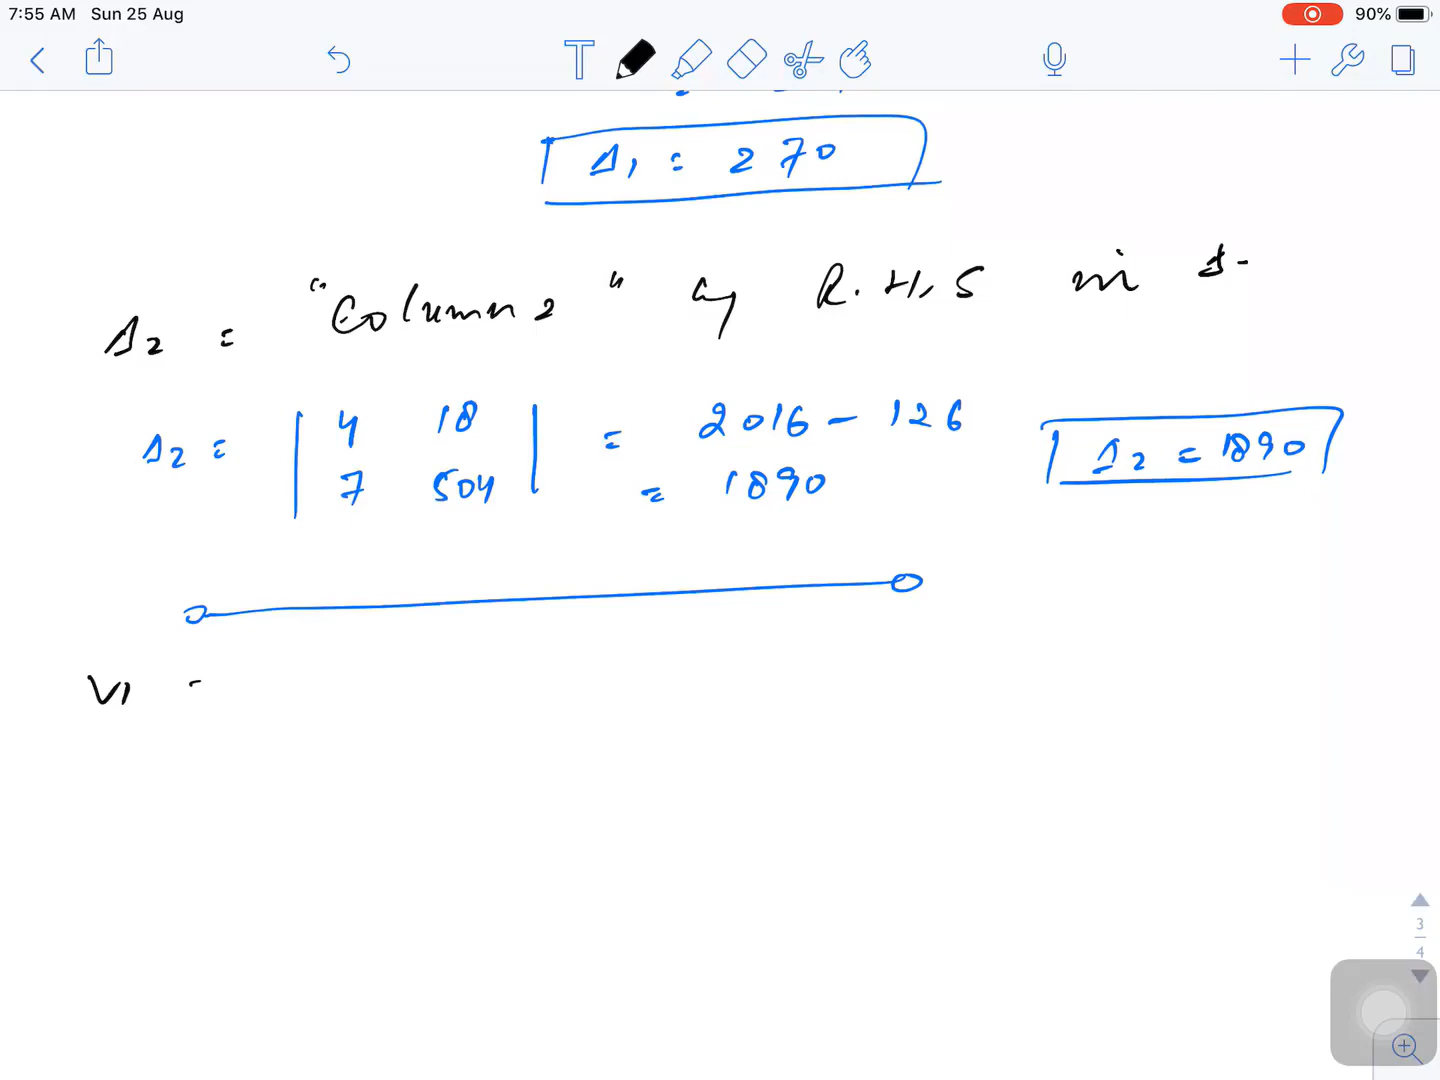 7:55 AM Sun 25 Aug 90%
T
Δ1 = 270
Δ2 = "Column 2" by R.H.S in Δ-
Δ2 = | 4 18 | = 2016 - 126 Δ2 = 1890
| 7 504 | = 1890
V1 =
3
4